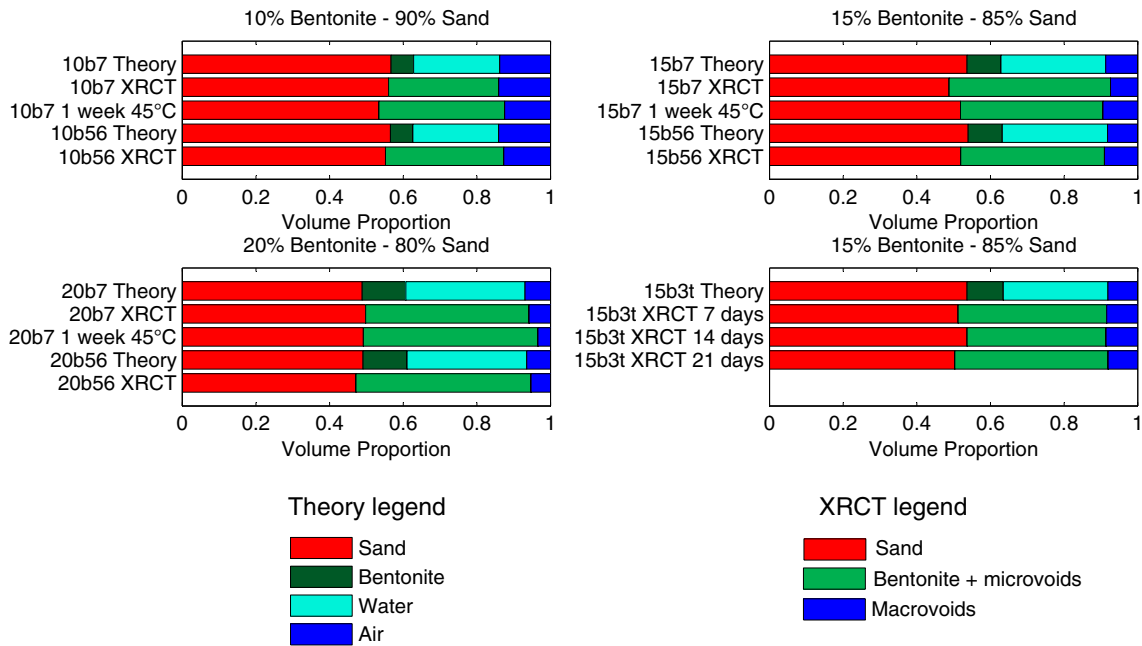 10% Bentonite - 90% Sand
10b7 Theory
10b7 XRCT
10b7 1 week 45°C
10b56 Theory
10b56 XRCT
0 0.2 0.4 0.6 0.8 1
Volume Proportion
15% Bentonite - 85% Sand
15b7 Theory
15b7 XRCT
15b7 1 week 45°C
15b56 Theory
15b56 XRCT
0 0.2 0.4 0.6 0.8 1
Volume Proportion
20% Bentonite - 80% Sand
20b7 Theory
20b7 XRCT
20b7 1 week 45°C
20b56 Theory
20b56 XRCT
0 0.2 0.4 0.6 0.8 1
Volume Proportion
15% Bentonite - 85% Sand
15b3t Theory
15b3t XRCT 7 days
15b3t XRCT 14 days
15b3t XRCT 21 days
0 0.2 0.4 0.6 0.8 1
Volume Proportion
Theory legend
Sand
Bentonite
Water
Air
XRCT legend
Sand
Bentonite + microvoids
Macrovoids